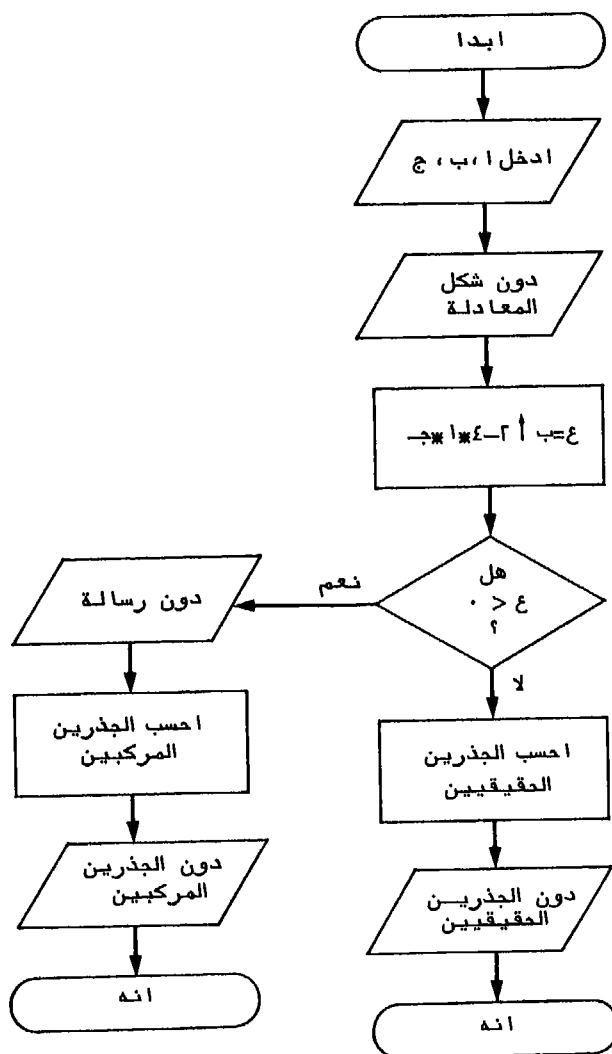 ابدا
ادخل ا ، ب ، ج
دون شكل
المعادلة
ع=ب ↑ ٢-٤*ا*جـ
هل
ع > ٠
؟
نعم
لا
دون رسالة
احسب الجذرين
المركبين
دون الجذرين
المركبين
انه
احسب الجذرين
الحقيقيين
دون الجذريـن
الحقيقيين
انه